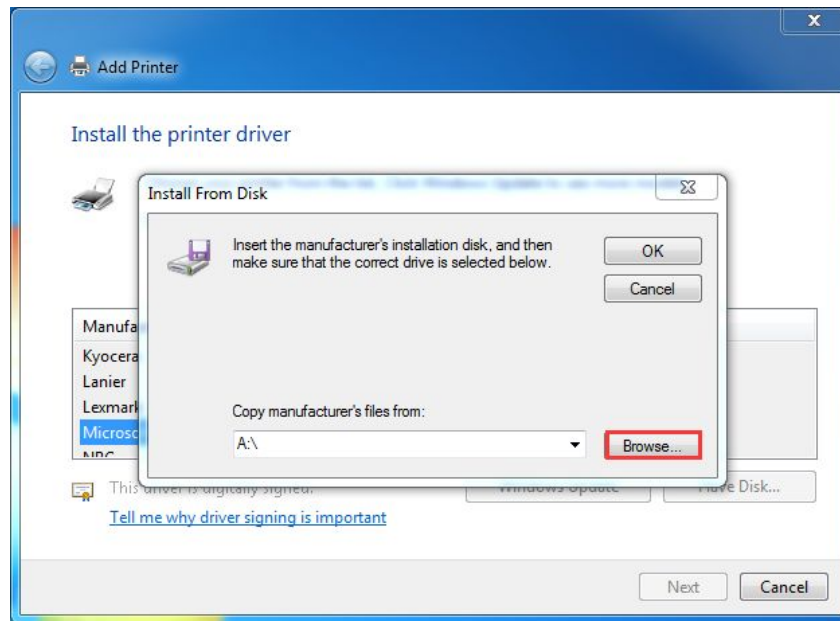 Add Printer
Install the printer driver
Install From Disk
Insert the manufacturer's installation disk, and then
make sure that the correct drive is selected below.
OK
Cancel
Manufa
Kyocera
Lanier
Lexmark
Microsc
Copy manufacturer's files from:
A:\
Browse...
This driver is digitally signed.
Windows Update
Have Disk...
Tell me why driver signing is important
Next
Cancel